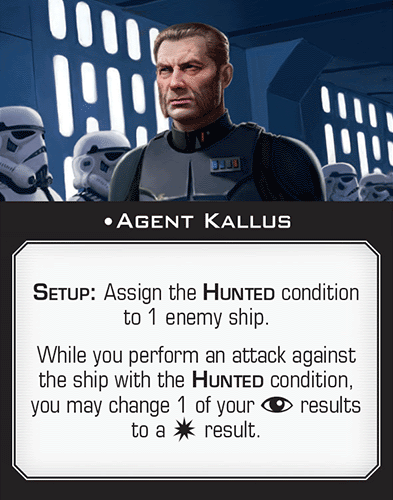 •Agent Kallus
Setup: Assign the Hunted condition
to 1 enemy ship.
While you perform an attack against
the ship with the Hunted condition,
you may change 1 of your results
to a result.